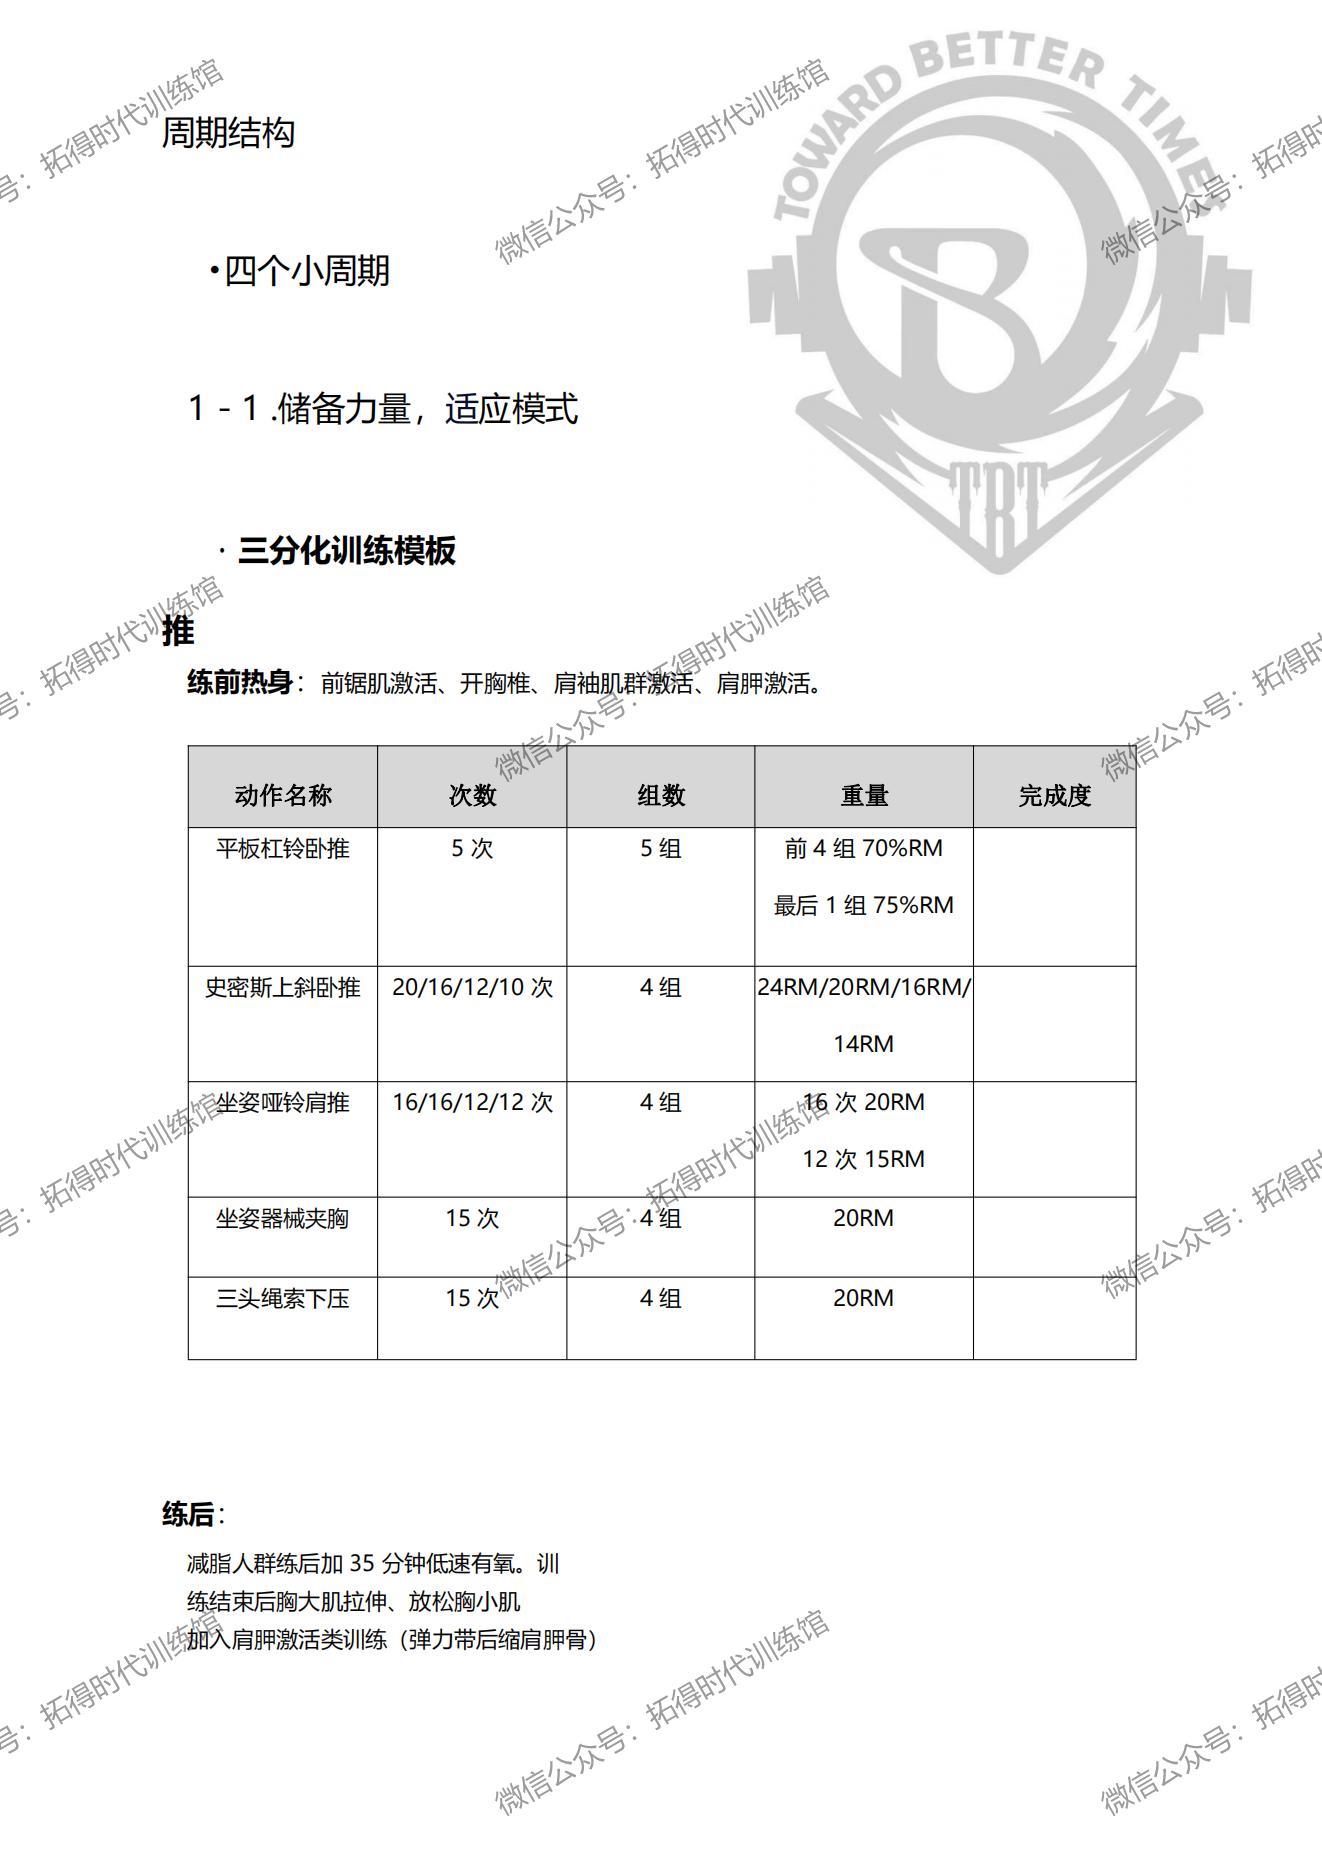 TOWARD BETTER TIMES
TBT
周期结构
•四个小周期
1 - 1 .储备力量，适应模式
· 三分化训练模板
推
练前热身：前锯肌激活、开胸椎、肩袖肌群激活、肩胛激活。
动作名称 次数 组数 重量 完成度
平板杠铃卧推 5 次 5 组 前 4 组 70%RM
最后 1 组 75%RM
史密斯上斜卧推 20/16/12/10 次 4 组 24RM/20RM/16RM/
14RM
坐姿哑铃肩推 16/16/12/12 次 4 组 16 次 20RM
12 次 15RM
坐姿器械夹胸 15 次 4 组 20RM
三头绳索下压 15 次 4 组 20RM
练后：
减脂人群练后加 35 分钟低速有氧。训
练结束后胸大肌拉伸、放松胸小肌
加入肩胛激活类训练（弹力带后缩肩胛骨）
微信公众号：拓得时代训练馆